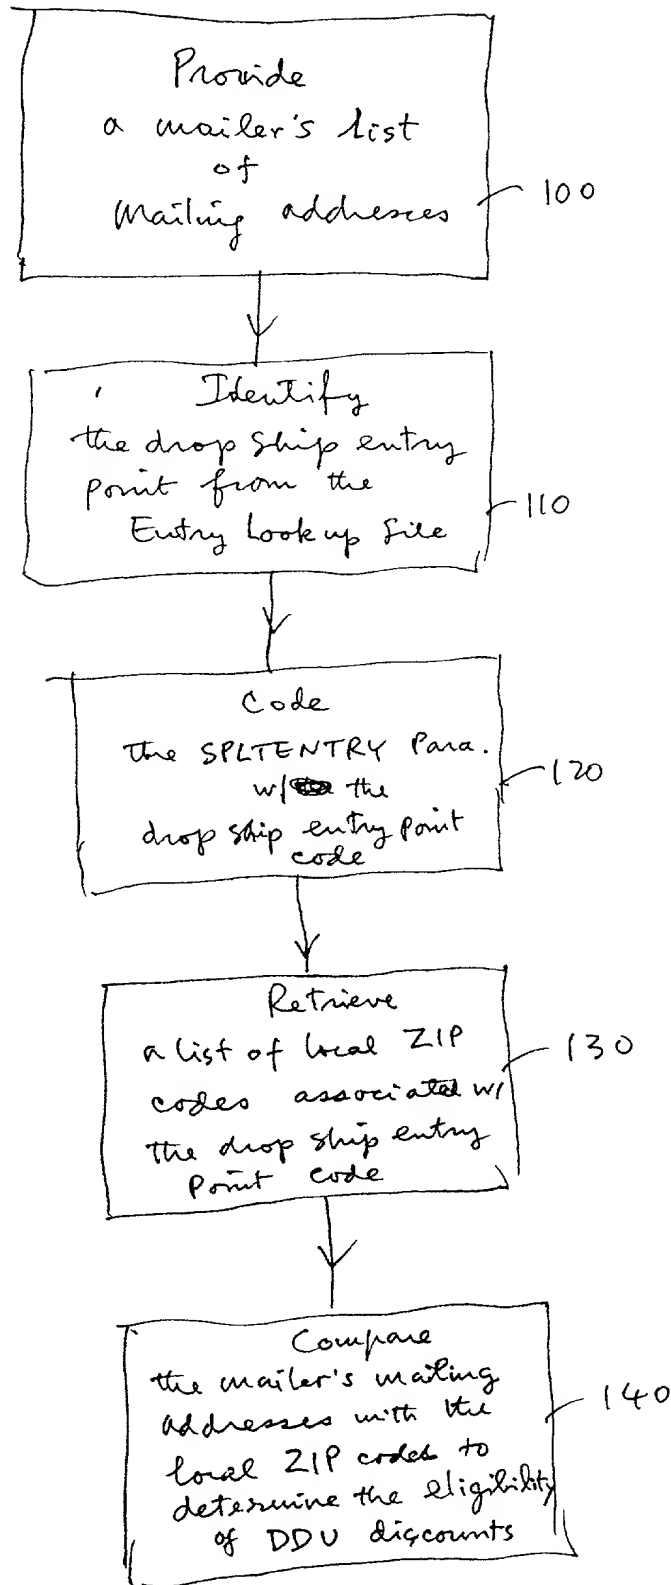 Provide
a mailer's list
of
Mailing addresses
100
Identify
the drop ship entry
point from the
Entry Lookup file
110
Code
the SPLTENTRY Para.
w/ the
drop ship entry point
code
120
Retrieve
a list of local ZIP
codes associated w/
the drop ship entry
Point code
130
Compare
the mailer's mailing
addresses with the
local ZIP codes to
determine the eligibility
of DDU discounts
140